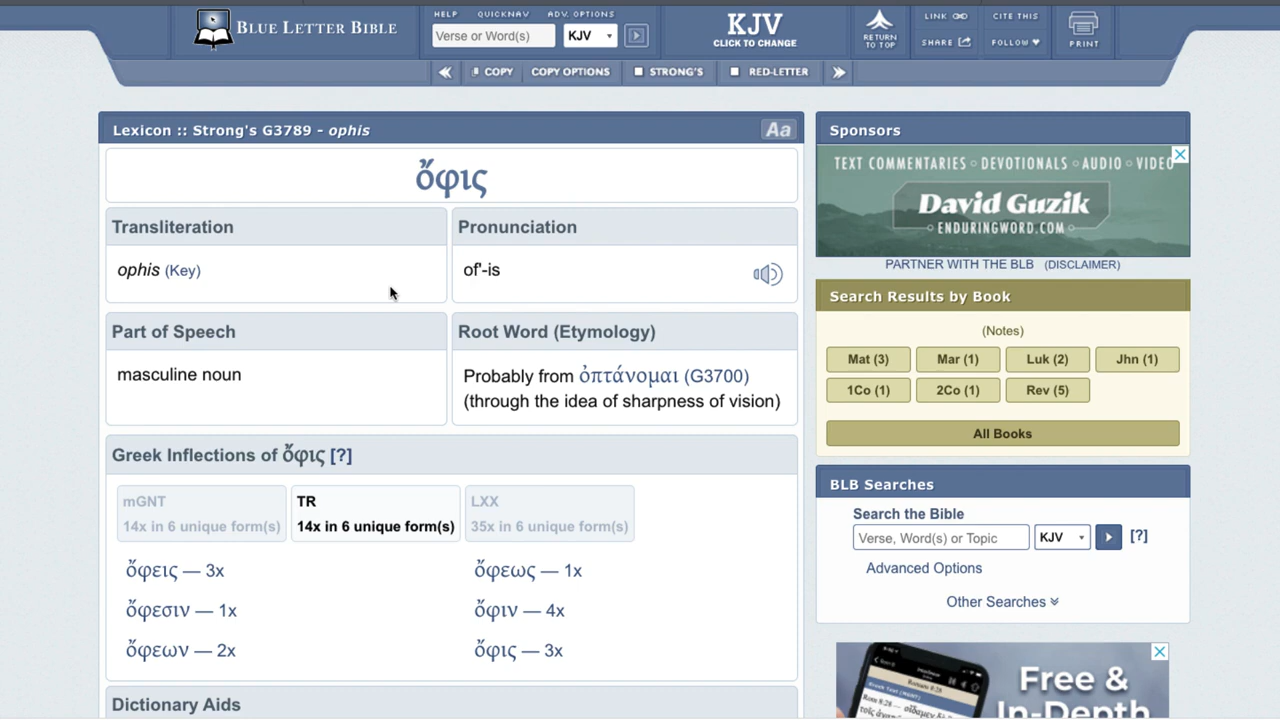 HELP QUICKNAV ADV. OPTIONS
BLUE LETTER BIBLE
Verse or Word(s) KJV
KJV
CLICK TO CHANGE
RETURN
TO TOP
LINK CITE THIS
SHARE FOLLOW
PRINT
COPY COPY OPTIONS STRONG'S RED-LETTER
Lexicon :: Strong's G3789 - ophis Aa
ὄφις
Transliteration
ophis (Key)
Pronunciation
of'-is
Part of Speech
masculine noun
Root Word (Etymology)
Probably from ὀπτάνομαι (G3700)
(through the idea of sharpness of vision)
Greek Inflections of ὄφις [?]
mGNT
14x in 6 unique form(s)
TR
14x in 6 unique form(s)
LXX
35x in 6 unique form(s)
ὄφεις — 3x
ὄφεως — 1x
ὄφεσιν — 1x
ὄφιν — 4x
ὄφεων — 2x
ὄφις — 3x
Dictionary Aids
Sponsors
TEXT COMMENTARIES ◦ DEVOTIONALS ◦ AUDIO ◦ VIDEO
David Guzik
ENDURINGWORD.COM
PARTNER WITH THE BLB (DISCLAIMER)
Search Results by Book
(Notes)
Mat (3) Mar (1) Luk (2) Jhn (1)
1Co (1) 2Co (1) Rev (5)
All Books
BLB Searches
Search the Bible
Verse, Word(s) or Topic KJV [?]
Advanced Options
Other Searches
Free &
In-Depth